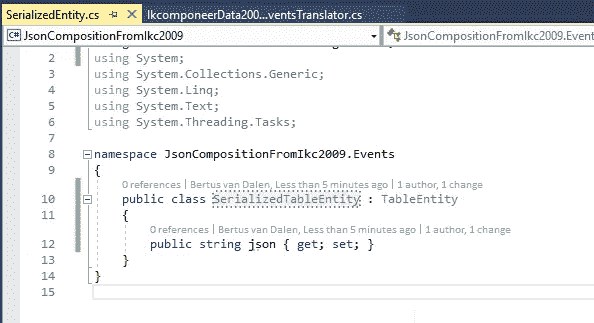 SerializedEntity.cs
IkcomponeerData200...ventsTranslator.cs
JsonCompositionFromIkc2009
JsonCompositionFromIkc2009.Even
2 using System;
3 using System.Collections.Generic;
4 using System.Linq;
5 using System.Text;
6 using System.Threading.Tasks;
7
8 namespace JsonCompositionFromIkc2009.Events
9 {
0 references | Bertus van Dalen, Less than 5 minutes ago | 1 author, 1 change
10 public class SerializedTableEntity : TableEntity
11 {
0 references | Bertus van Dalen, Less than 5 minutes ago | 1 author, 1 change
12 public string json { get; set; }
13 }
14 }
15